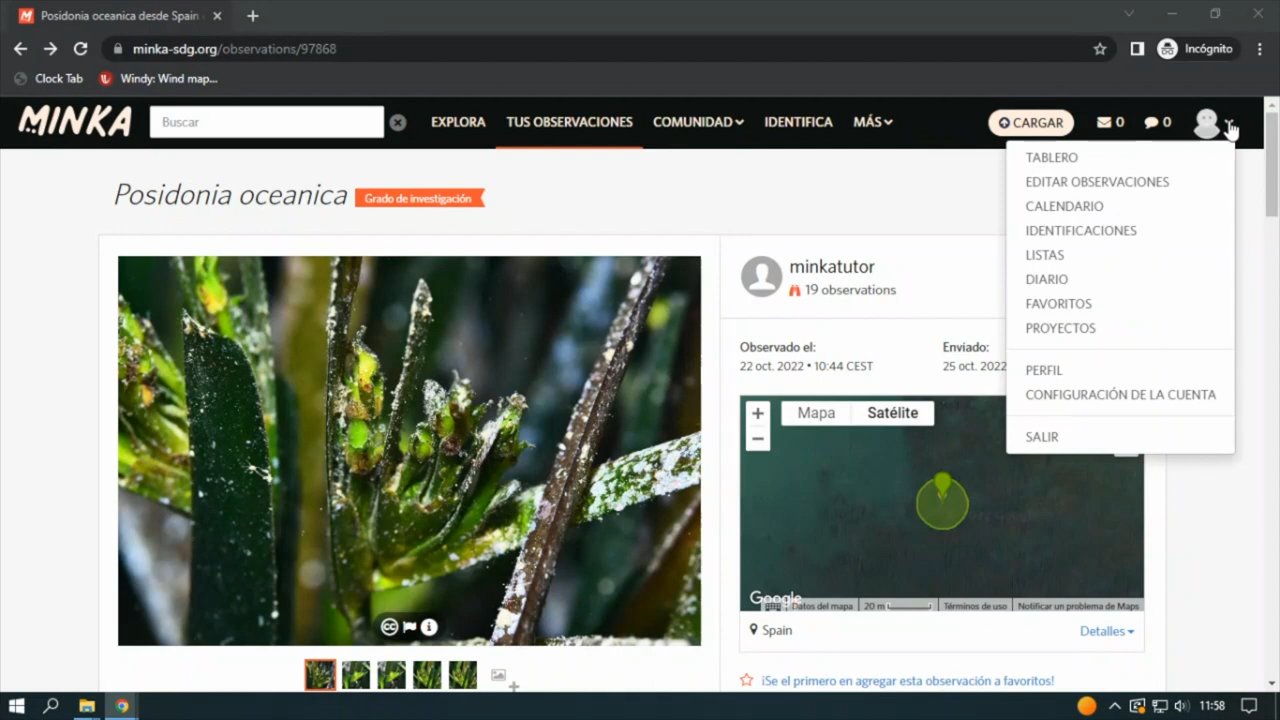 Posidonia oceanica desde Spain
minka-sdg.org/observations/97868
Incógnito
Clock Tab
Windy: Wind map...
MINKA
Buscar
EXPLORA
TUS OBSERVACIONES
COMUNIDAD
IDENTIFICA
MÁS
CARGAR
0
0
TABLERO
EDITAR OBSERVACIONES
CALENDARIO
IDENTIFICACIONES
LISTAS
DIARIO
FAVORITOS
PROYECTOS
PERFIL
CONFIGURACIÓN DE LA CUENTA
SALIR
Posidonia oceanica
Grado de investigación
minkatutor
19 observations
Observado el:
22 oct. 2022 • 10:44 CEST
Enviado:
25 oct. 2022
+
Mapa
Satélite
−
Google
Datos del mapa
20 m
Términos de uso
Notificar un problema de Maps
Spain
Detalles
¡Se el primero en agregar esta observación a favoritos!
cc
11:58